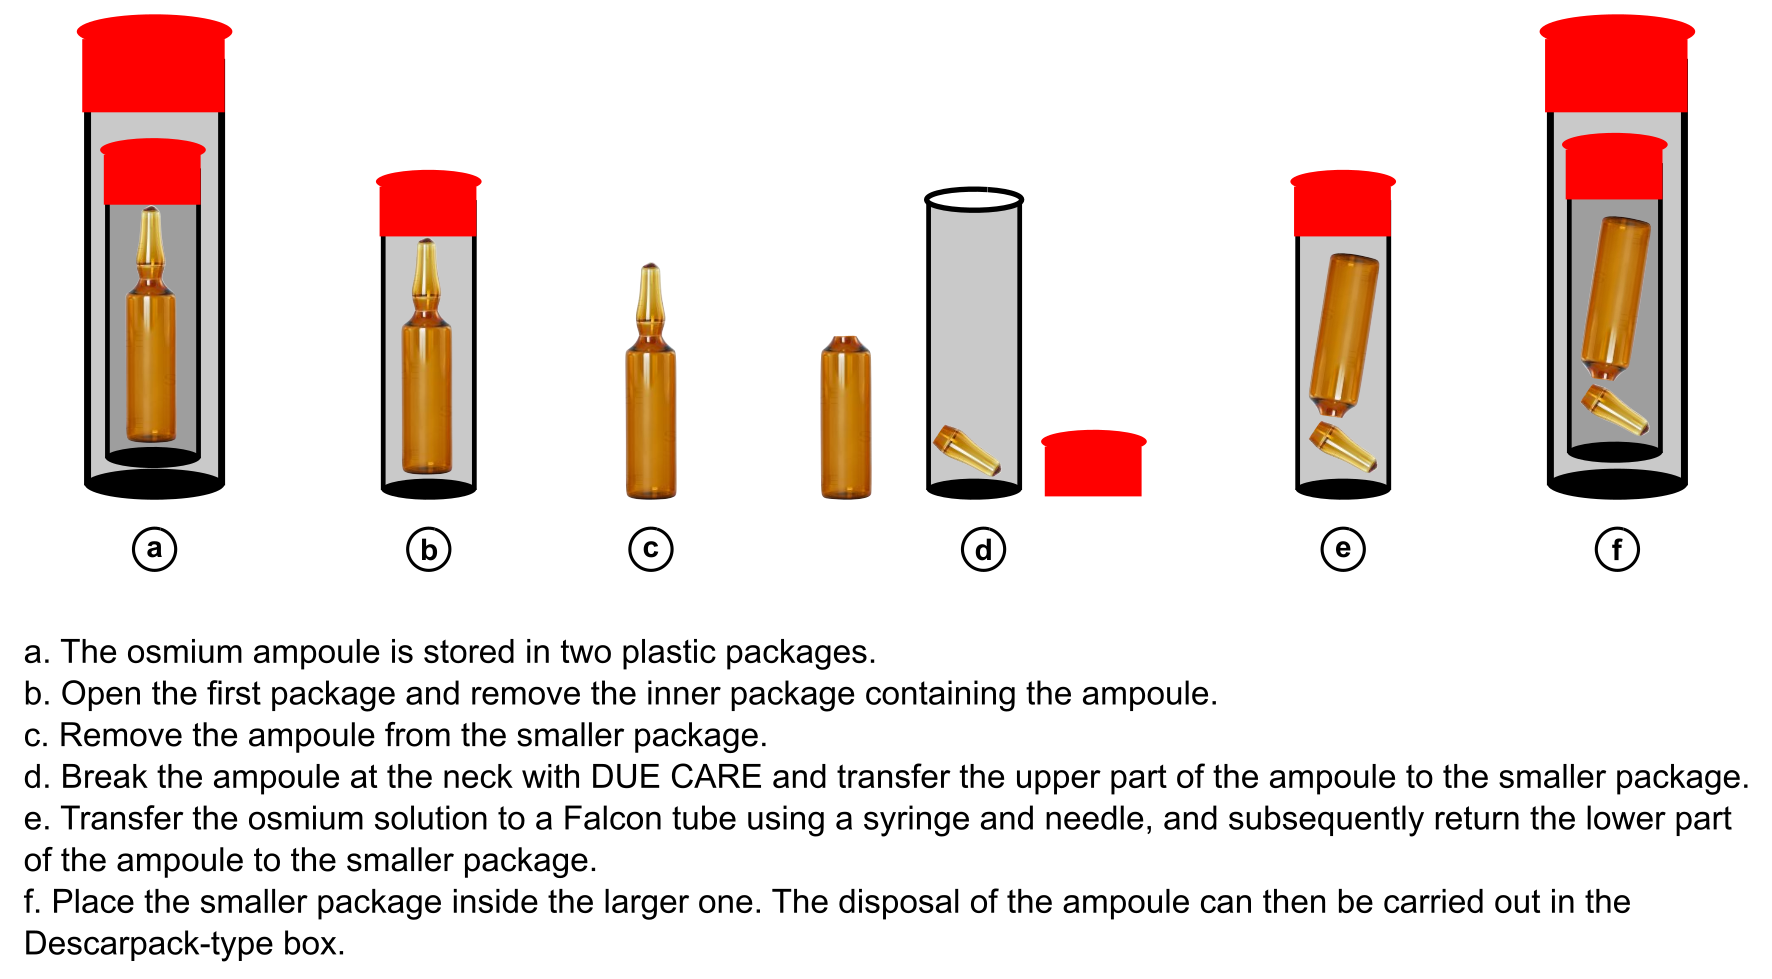 a b c d e f
a. The osmium ampoule is stored in two plastic packages.
b. Open the first package and remove the inner package containing the ampoule.
c. Remove the ampoule from the smaller package.
d. Break the ampoule at the neck with DUE CARE and transfer the upper part of the ampoule to the smaller package.
e. Transfer the osmium solution to a Falcon tube using a syringe and needle, and subsequently return the lower part
of the ampoule to the smaller package.
f. Place the smaller package inside the larger one. The disposal of the ampoule can then be carried out in the
Descarpack-type box.